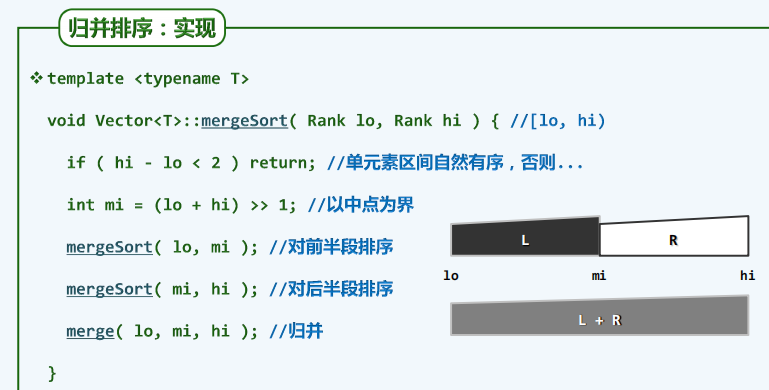 归并排序：实现
❖ template <typename T>
void Vector<T>::mergeSort( Rank lo, Rank hi ) { //[lo, hi)
if ( hi - lo < 2 ) return; //单元素区间自然有序，否则...
int mi = (lo + hi) >> 1; //以中点为界
mergeSort( lo, mi ); //对前半段排序
mergeSort( mi, hi ); //对后半段排序
merge( lo, mi, hi ); //归并
}
L R
lo mi hi
L + R